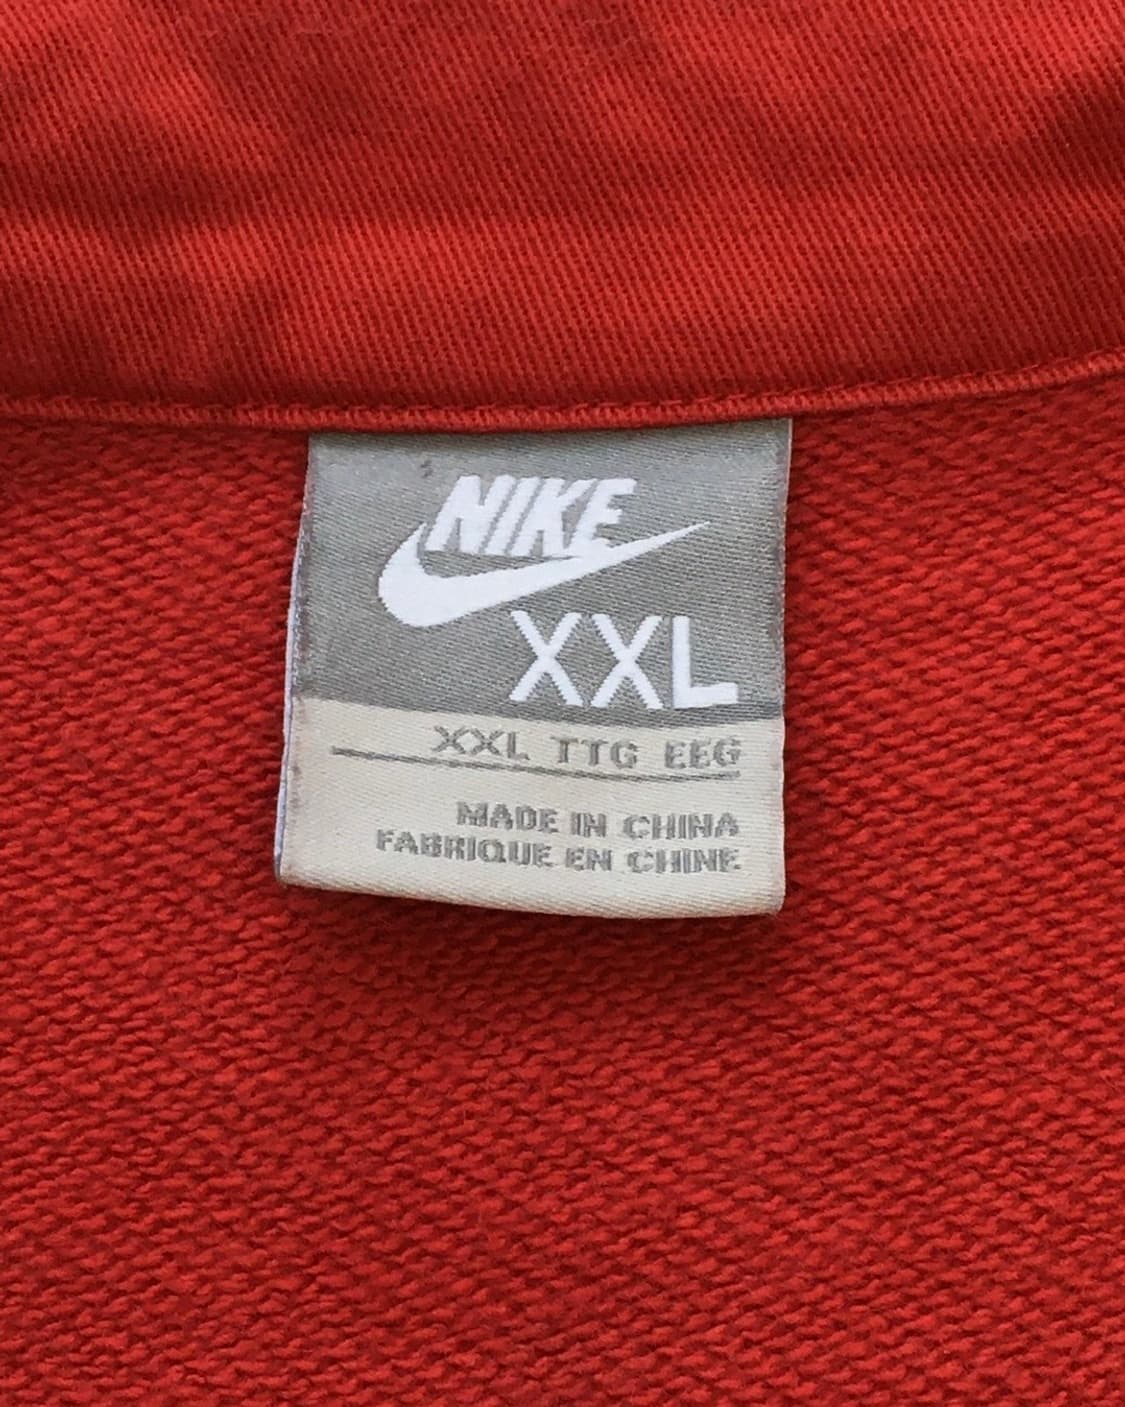 NIKE
XXL
XXL TTG EEG
MADE IN CHINA
FABRIQUE EN CHINE